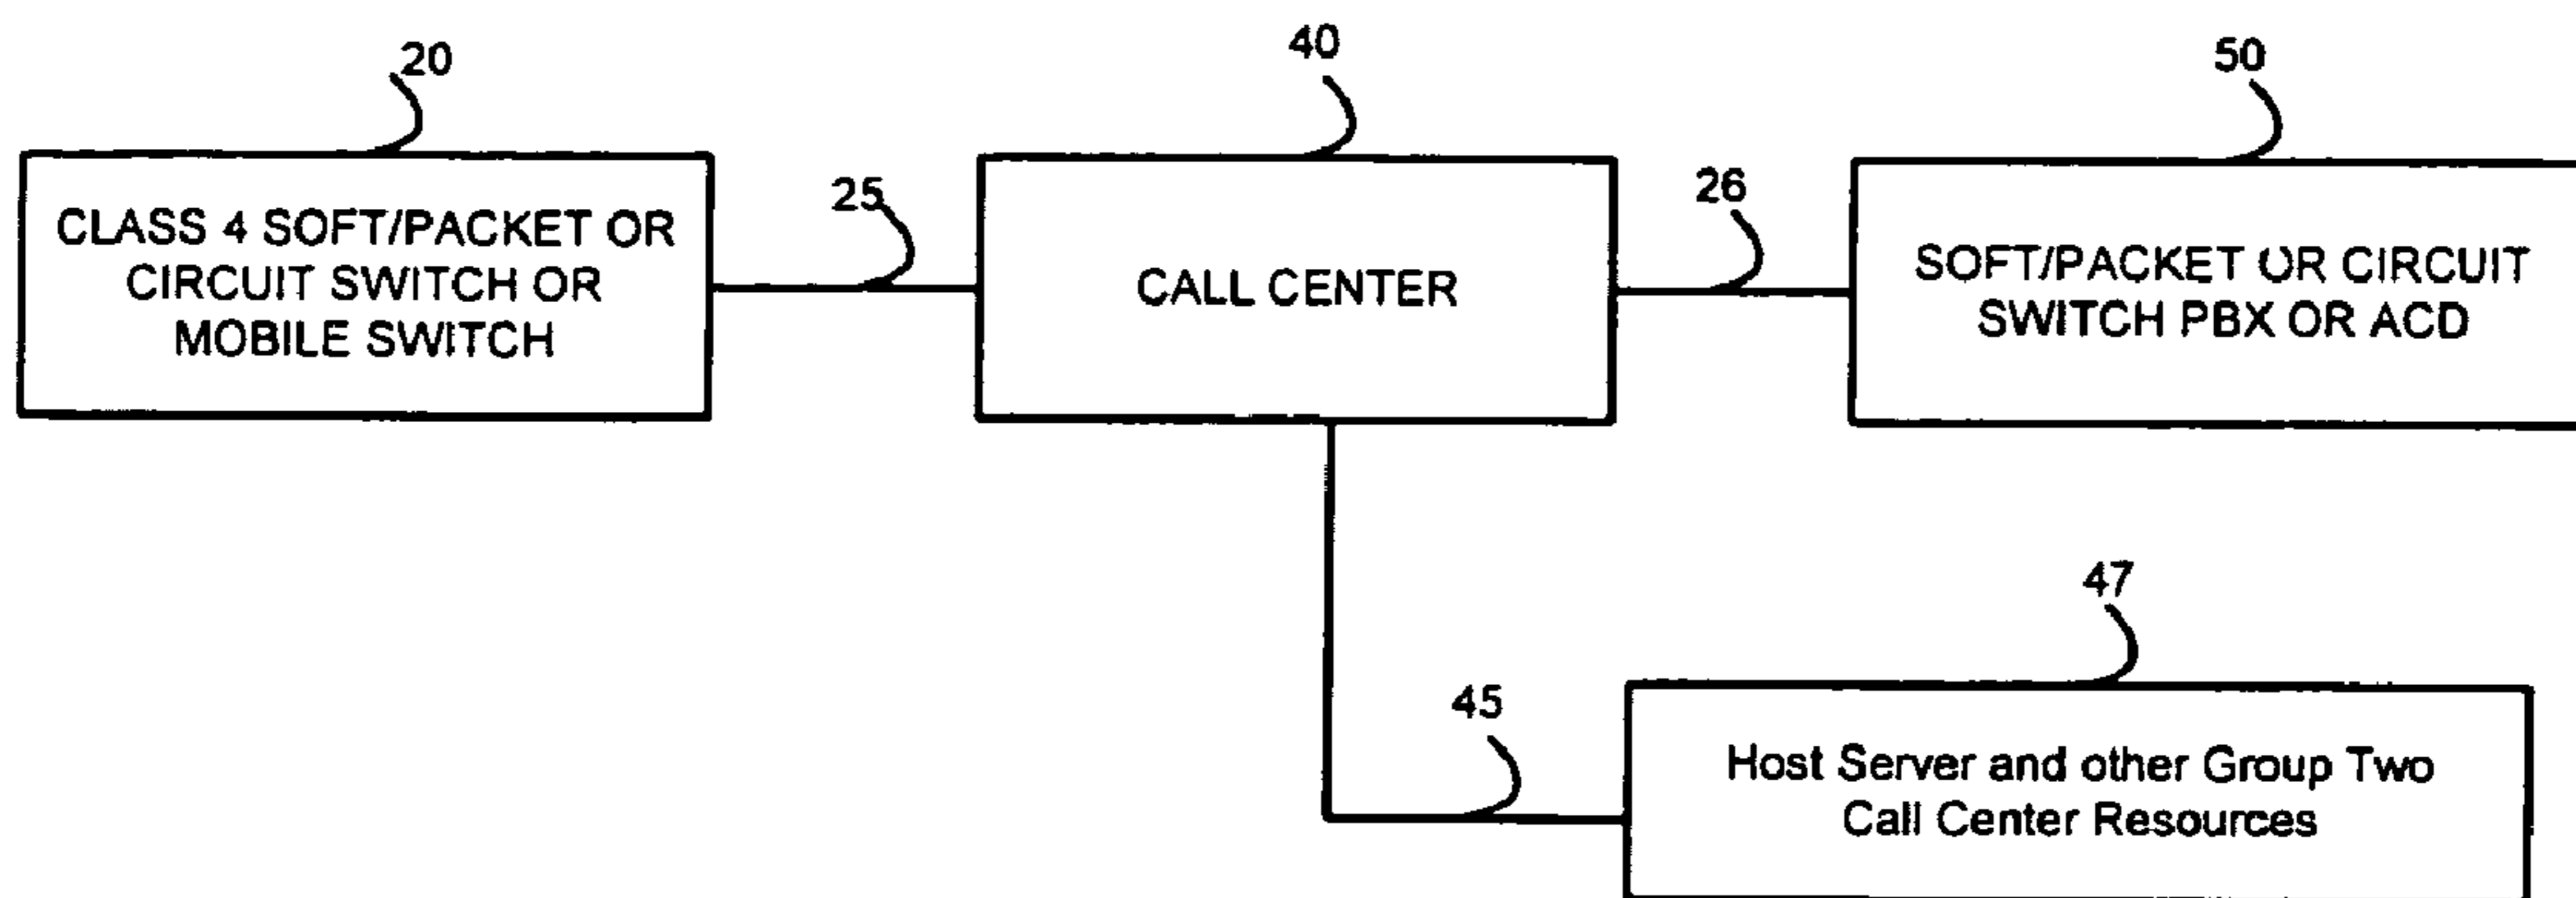 20
40
50
25
26
CLASS 4 SOFT/PACKET OR
CIRCUIT SWITCH OR
MOBILE SWITCH
CALL CENTER
SOFT/PACKET OR CIRCUIT
SWITCH PBX OR ACD
47
45
Host Server and other Group Two
Call Center Resources